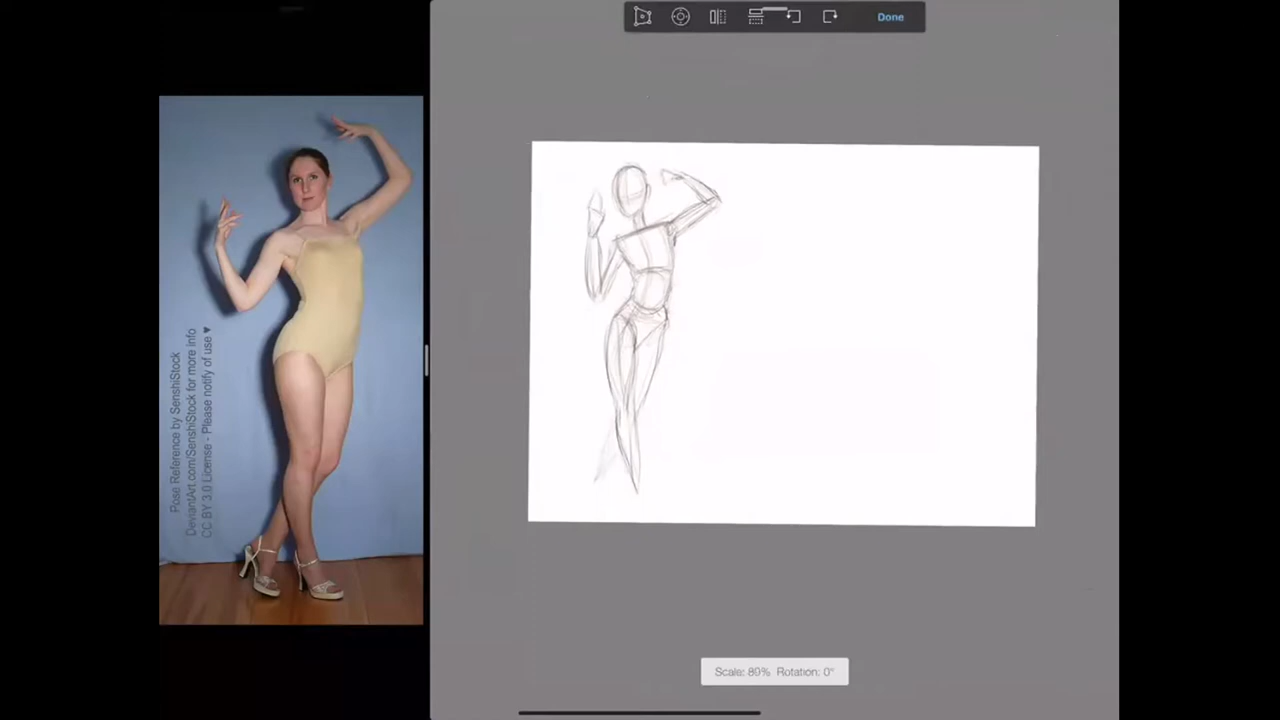 Done
Pose Reference by SenshiStock
DeviantArt.com/SenshiStock for more info
CC BY 3.0 License - Please notify of use ♥
Scale: 89% Rotation: 0°